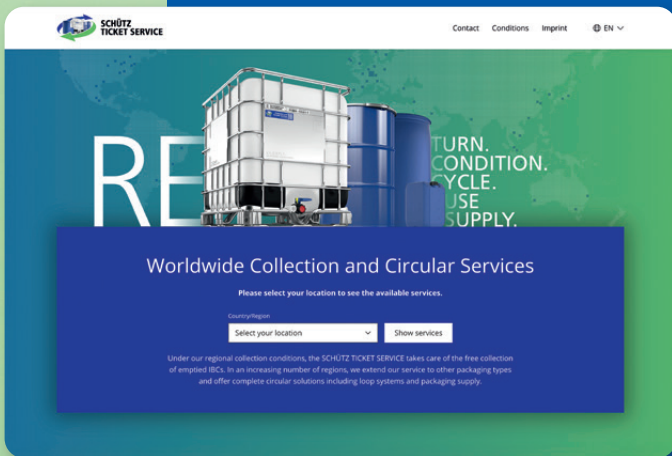 SCHÜTZ
TICKET SERVICE
Contact Conditions Imprint EN
RE
TURN.
CONDITION.
CYCLE.
USE
SUPPLY.
Worldwide Collection and Circular Services
Please select your location to see the available services.
Country/Region
Select your location Show services
Under our regional collection conditions, the SCHÜTZ TICKET SERVICE takes care of the free collection
of emptied IBCs. In an increasing number of regions, we extend our service to other packaging types
and offer complete circular solutions including loop systems and packaging supply.